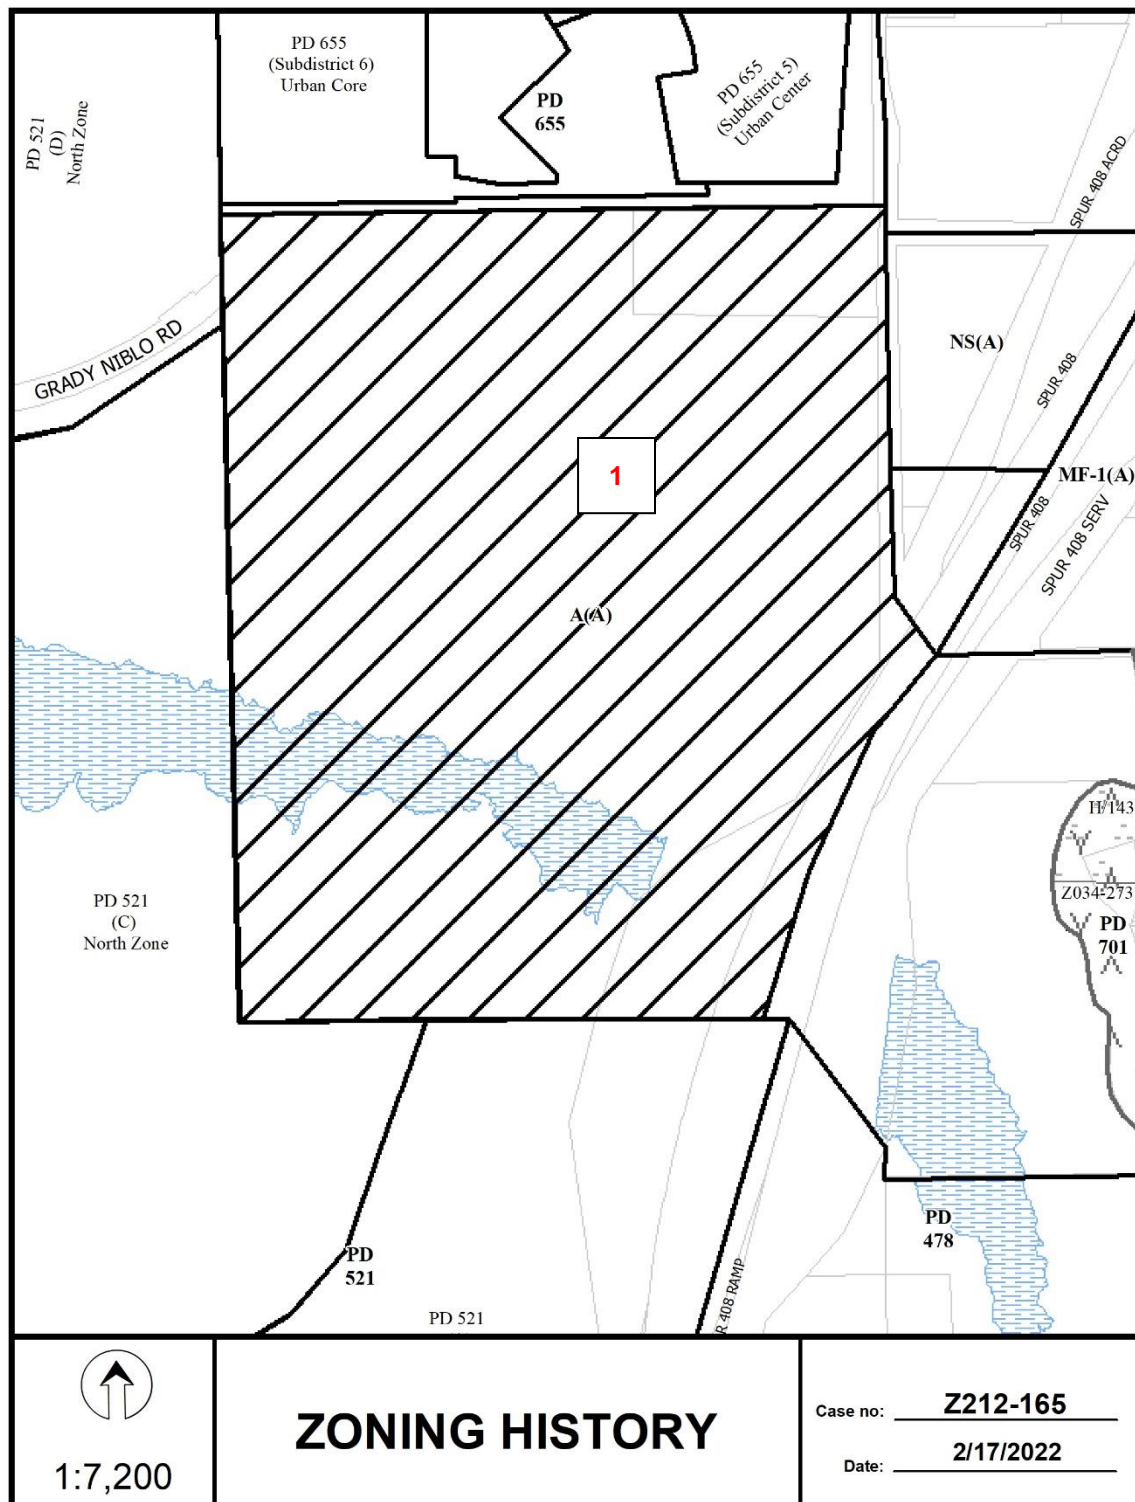 PD 655
(Subdistrict 6)
Urban Core
PD
655
PD 655
(Subdistrict 5)
Urban Center
PD 521
(D)
North Zone
SPUR 408 ACRD
GRADY NIBLO RD
NS(A)
SPUR 408
1
MF-1(A)
SPUR 408
SPUR 408 SERV
A(A)
H/143
Z034-273
PD
701
PD 521
(C)
North Zone
PD
478
PD
521
R 408 RAMP
PD 521
1:7,200
ZONING HISTORY
Case no: Z212-165
Date: 2/17/2022